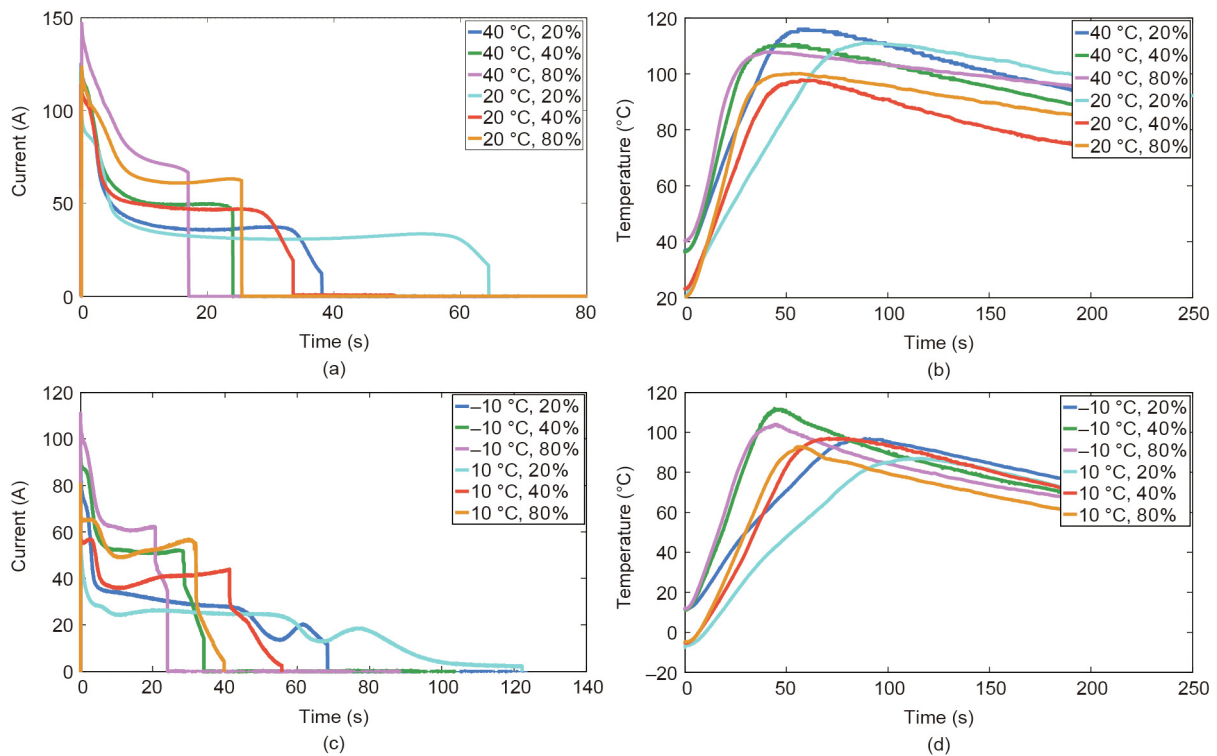 150
100
50
0
Current (A)
0
20
40
60
80
Time (s)
40 °C, 20%
40 °C, 40%
40 °C, 80%
20 °C, 20%
20 °C, 40%
20 °C, 80%
(a)
120
100
80
60
40
20
Temperature (°C)
0
50
100
150
200
250
Time (s)
40 °C, 20%
40 °C, 40%
40 °C, 80%
20 °C, 20%
20 °C, 40%
20 °C, 80%
(b)
120
100
80
60
40
20
0
Current (A)
0
20
40
60
80
100
120
140
Time (s)
–10 °C, 20%
–10 °C, 40%
–10 °C, 80%
10 °C, 20%
10 °C, 40%
10 °C, 80%
(c)
120
100
80
60
40
20
0
–20
Temperature (°C)
0
50
100
150
200
250
Time (s)
–10 °C, 20%
–10 °C, 40%
–10 °C, 80%
10 °C, 20%
10 °C, 40%
10 °C, 80%
(d)